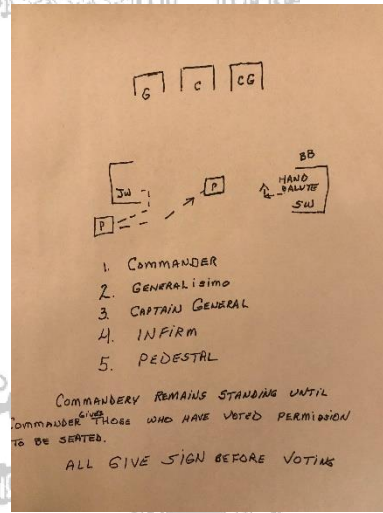 G C CG
BB
JW P HAND
SALUTE
P SW
1. COMMANDER
2. GENERALiSimo
3. CAPTAIN GENERAL
4. INFIRM
5. PEDESTAL
COMMANDERY REMAINS STANDING UNTIL
COMMANDER GIVES THOSE WHO HAVE VOTED PERMISSION
TO BE SEATED.
ALL GIVE SIGN BEFORE VOTING